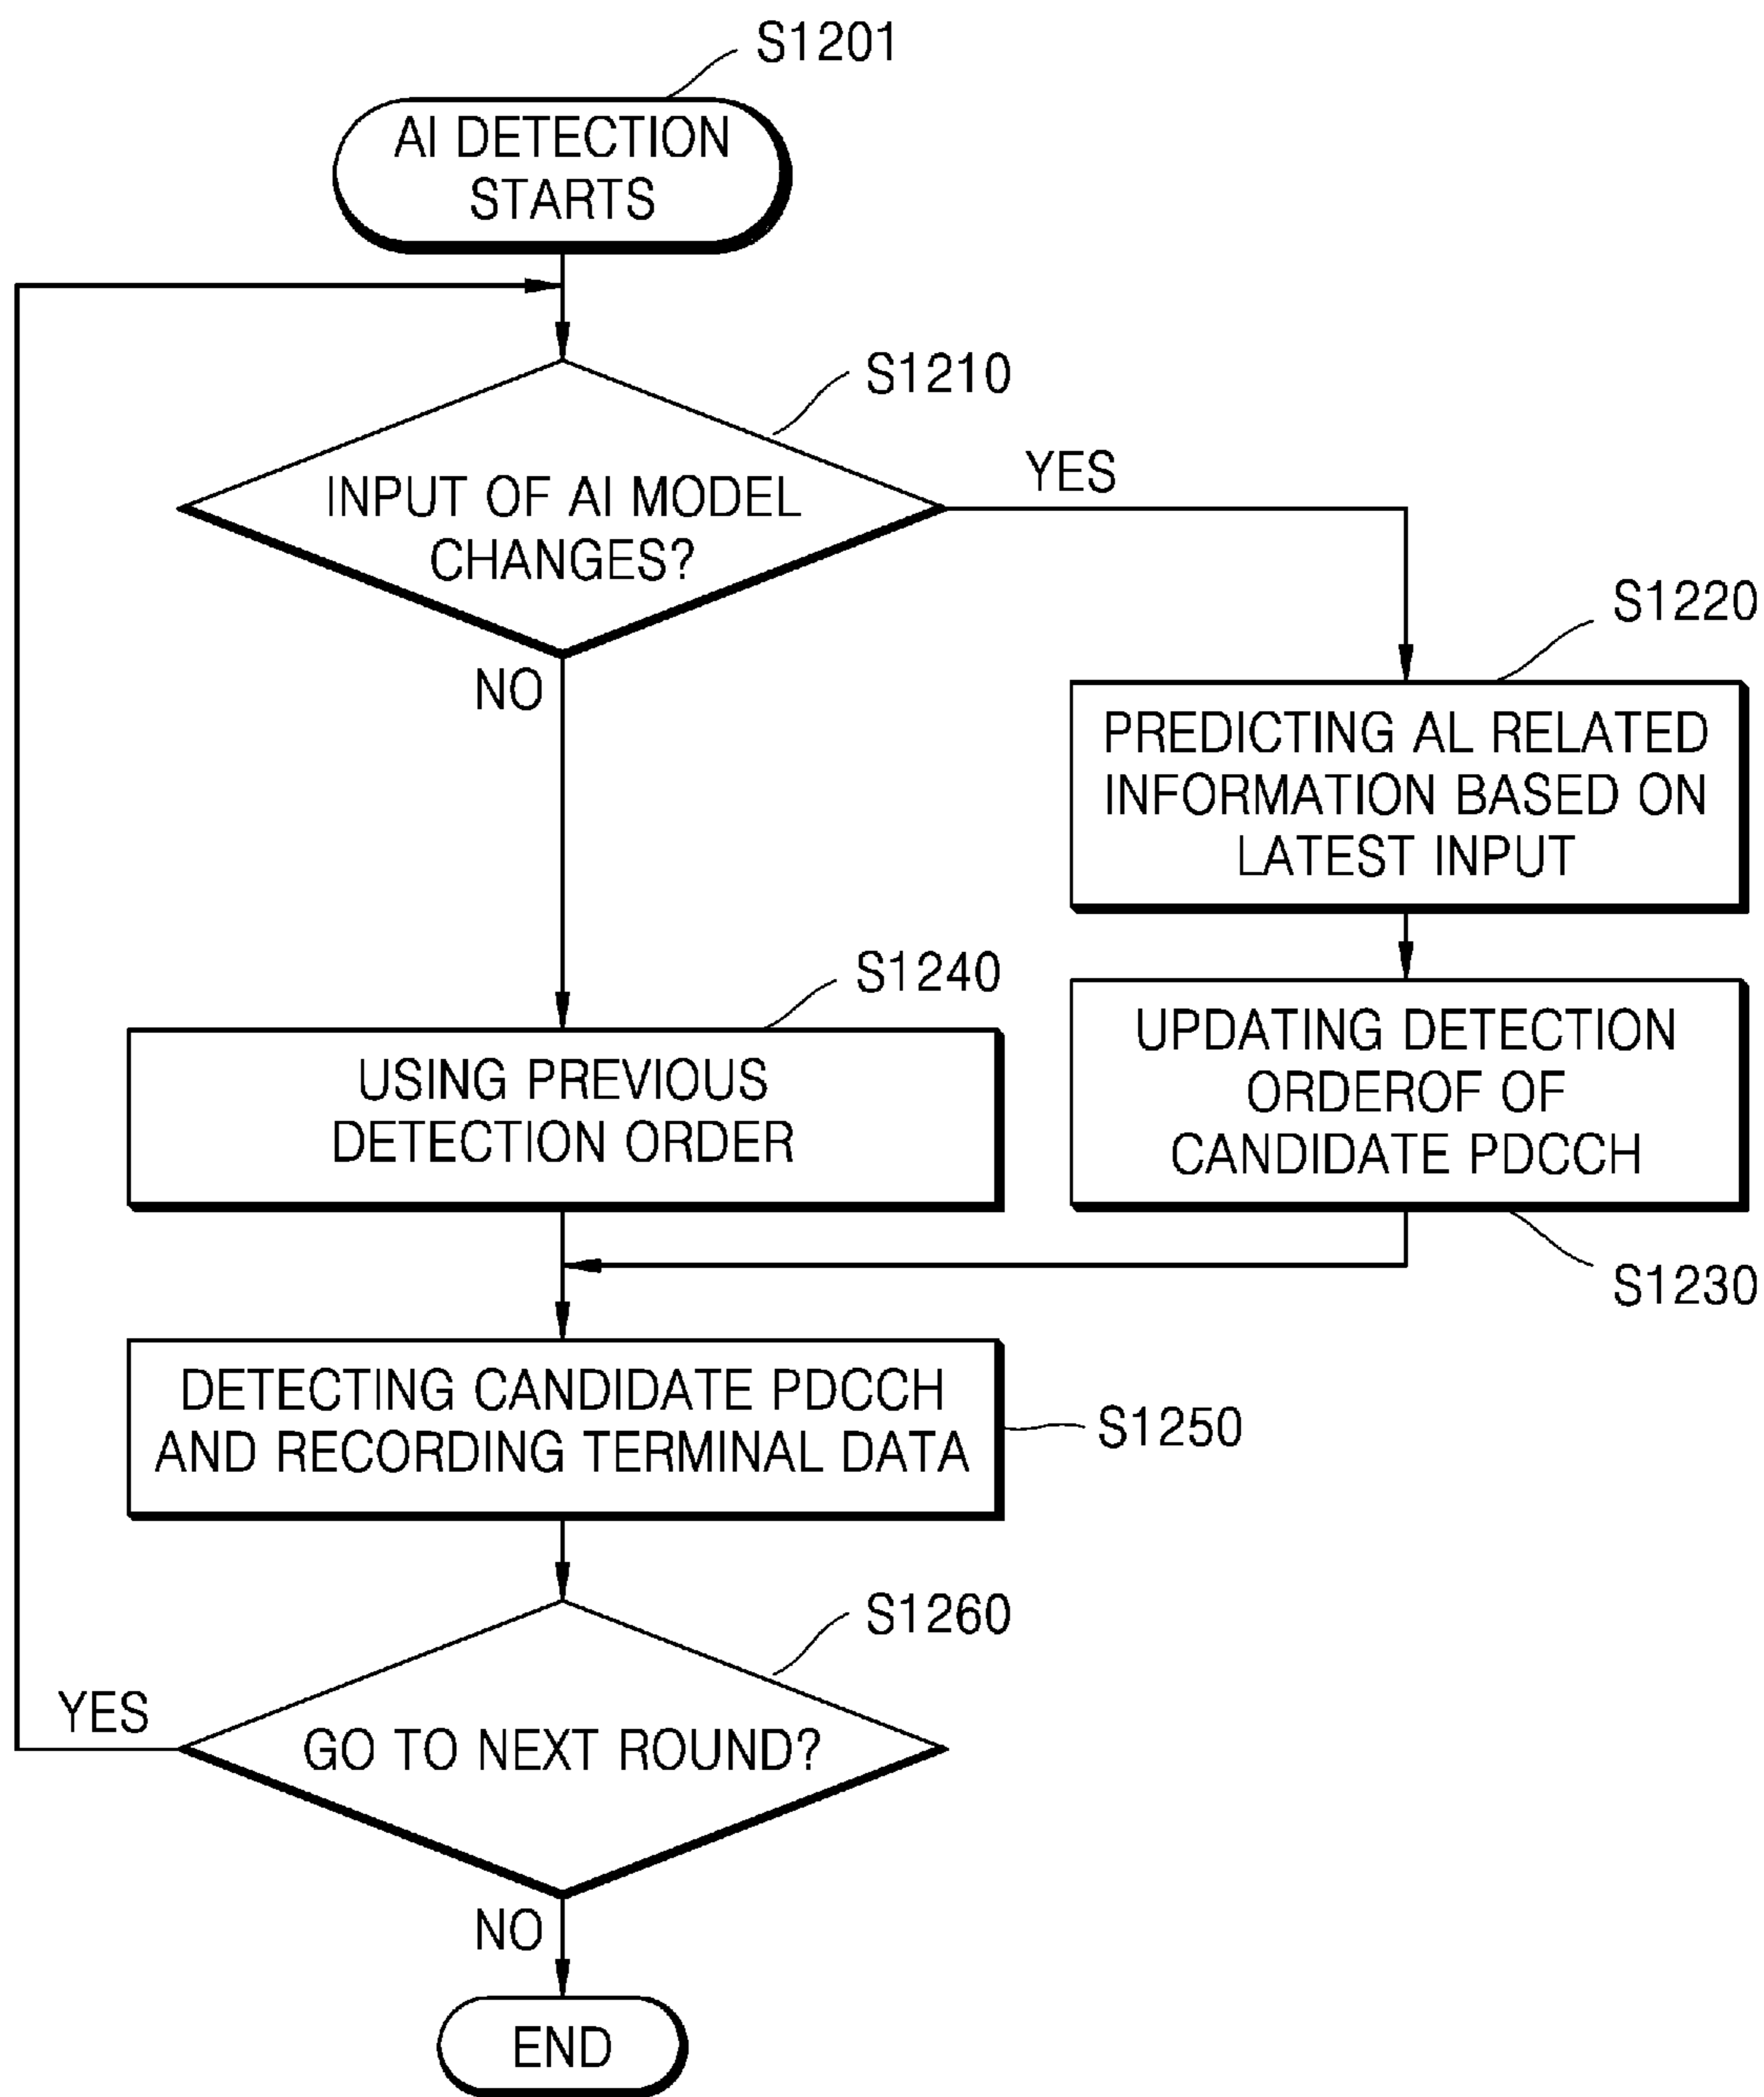 S1201
AI DETECTION
STARTS
S1210
INPUT OF AI MODEL
CHANGES?
YES
NO
S1220
PREDICTING AL RELATED
INFORMATION BASED ON
LATEST INPUT
S1240
USING PREVIOUS
DETECTION ORDER
UPDATING DETECTION
ORDEROF OF
CANDIDATE PDCCH
S1230
DETECTING CANDIDATE PDCCH
AND RECORDING TERMINAL DATA
S1250
S1260
YES
GO TO NEXT ROUND?
NO
END